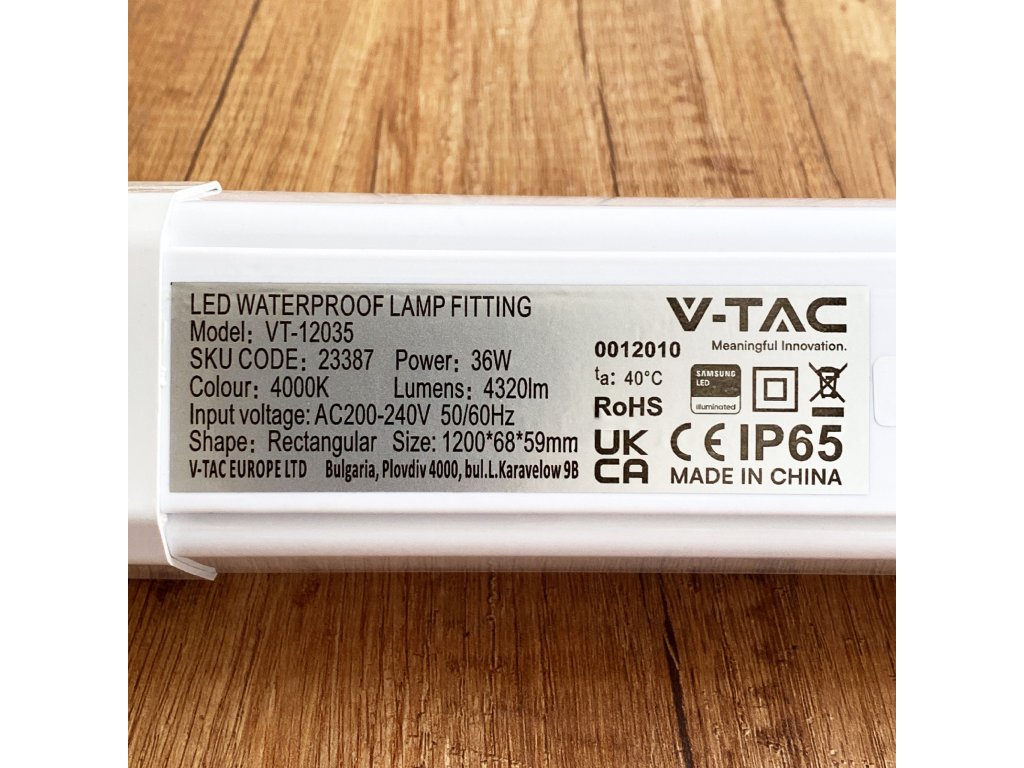 LED WATERPROOF LAMP FITTING
Model: VT-12035
SKU CODE: 23387 Power: 36W
Colour: 4000K Lumens: 4320lm
Input voltage: AC200-240V 50/60Hz
Shape: Rectangular Size: 1200*68*59mm
V-TAC EUROPE LTD Bulgaria, Plovdiv 4000, bul.L.Karavelow 9B
V-TAC
Meaningful Innovation.
0012010
ta: 40°C
RoHS
SAMSUNG
LED
illuminated
UK
CA
CE IP65
MADE IN CHINA